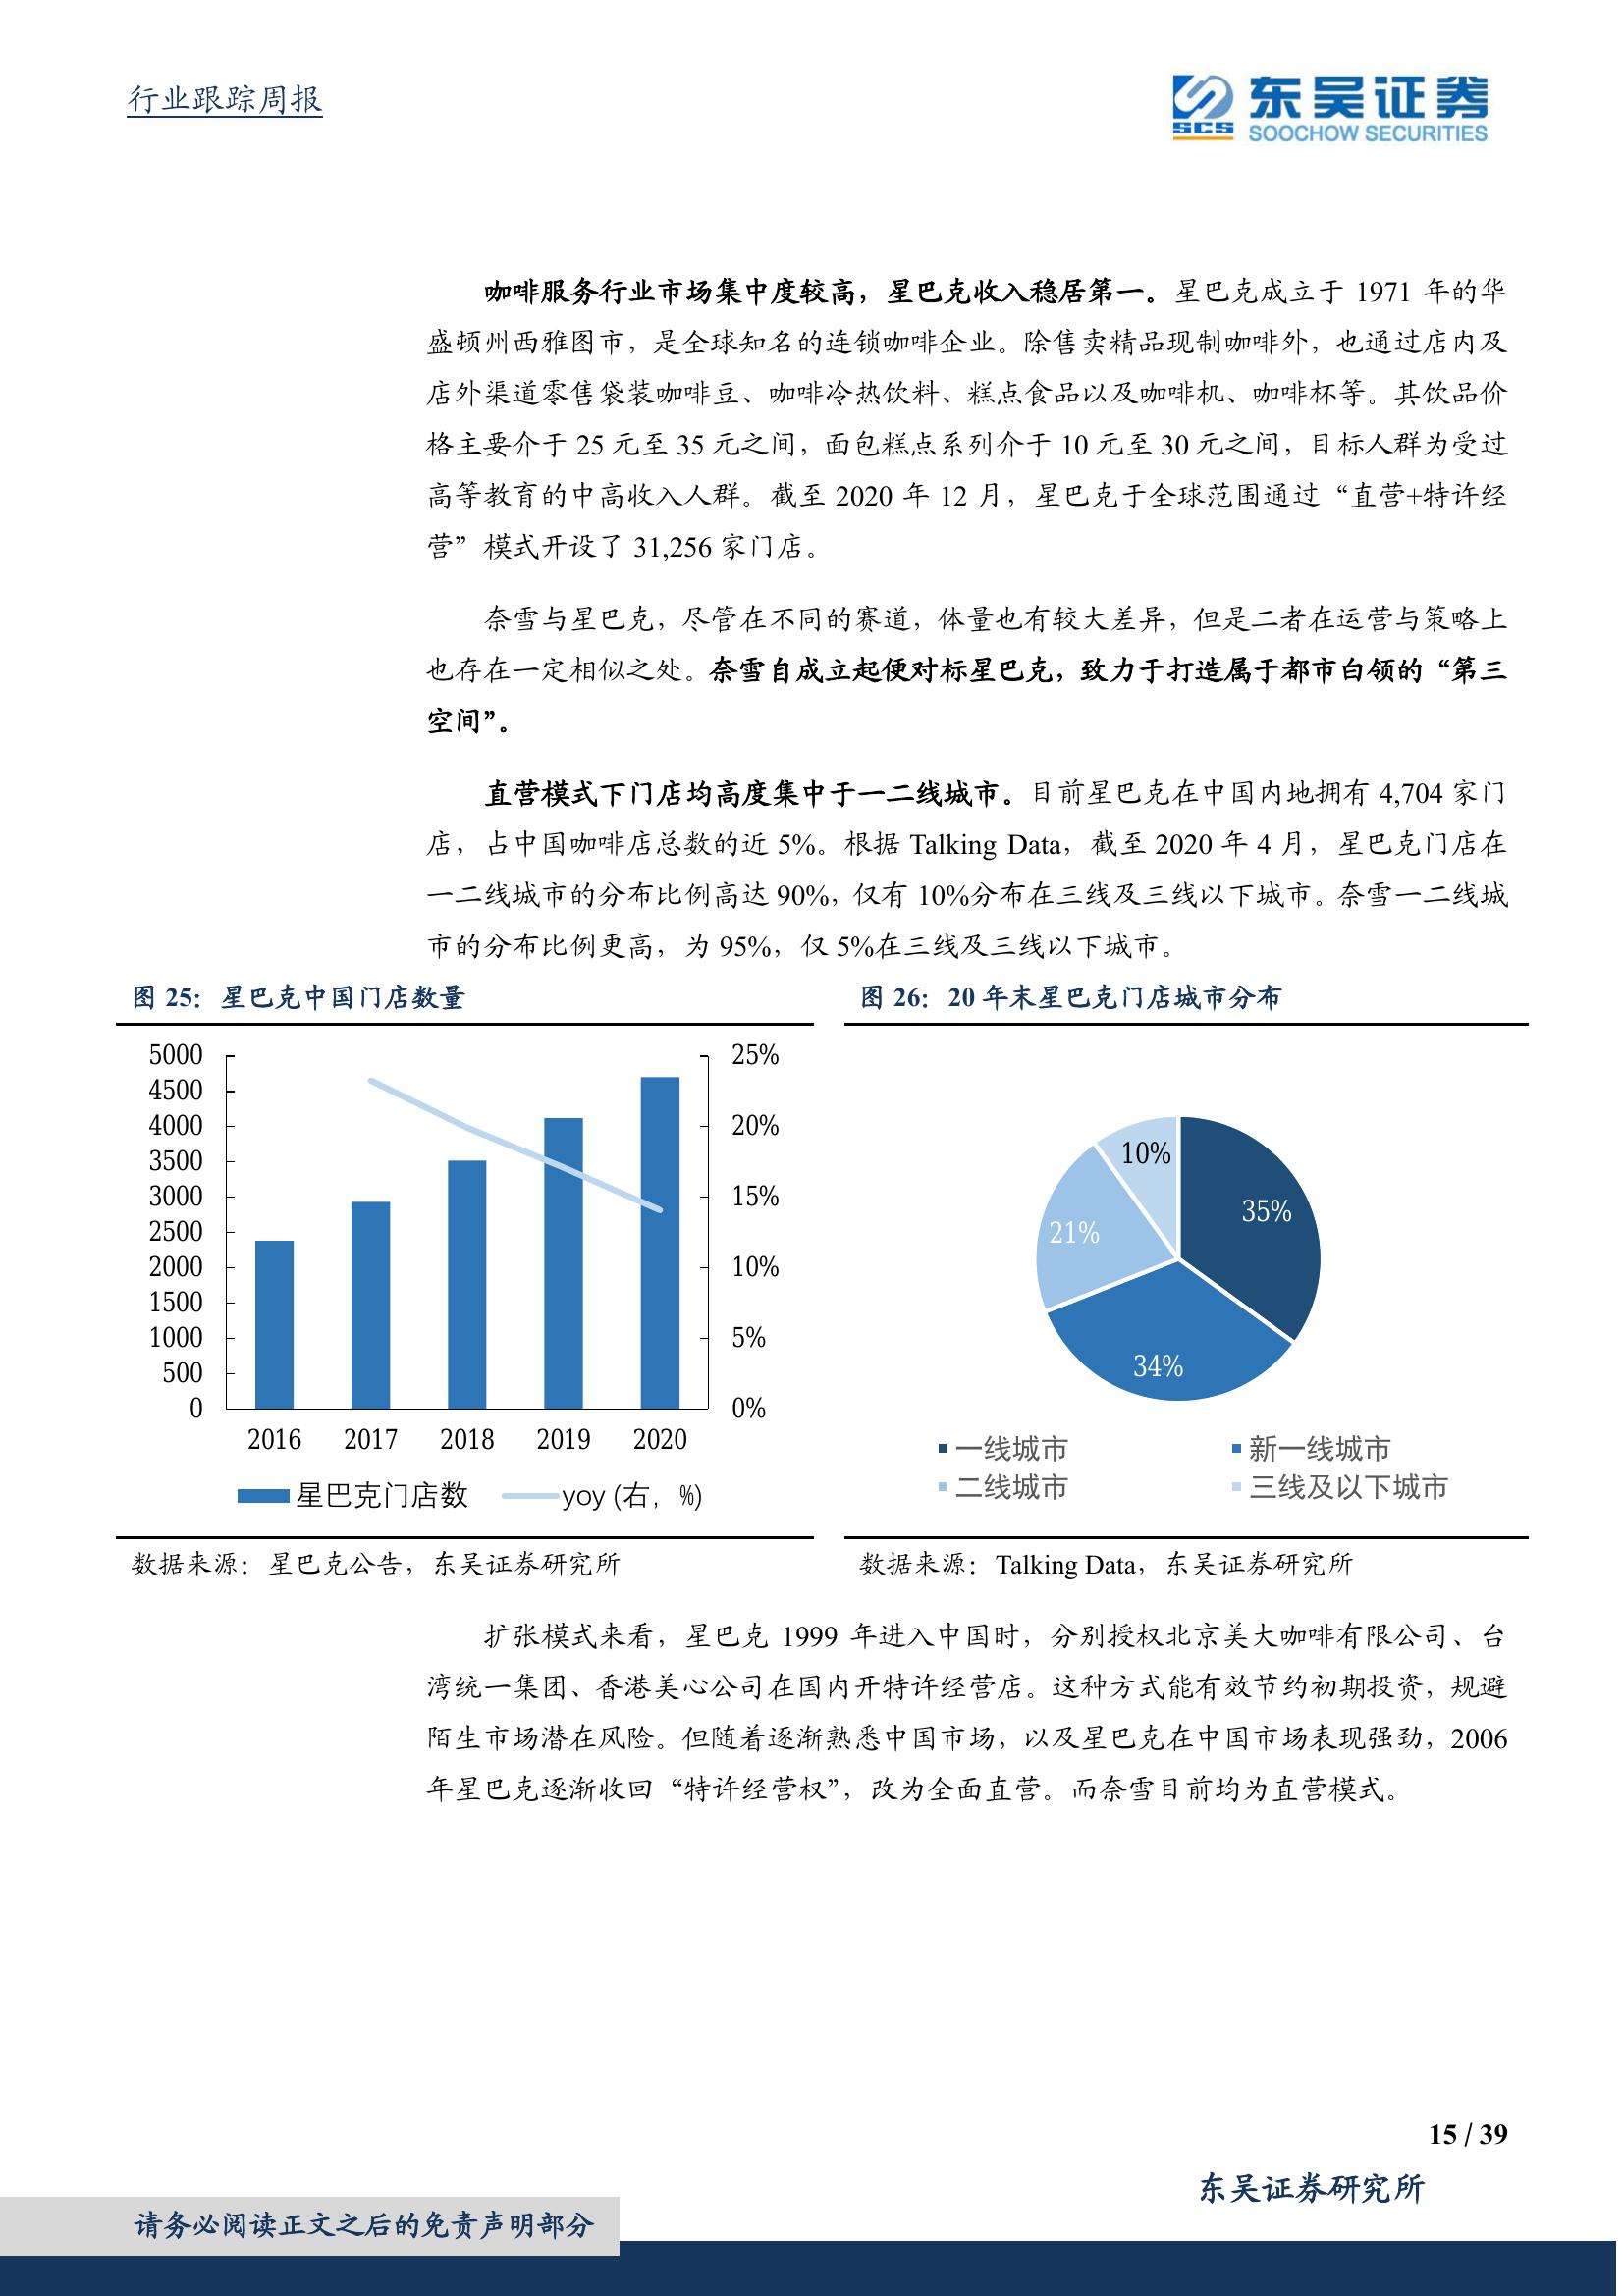 行业跟踪周报
东吴证券
SCS
SOOCHOW SECURITIES
咖啡服务行业市场集中度较高，星巴克收入稳居第一。星巴克成立于 1971 年的华
盛顿州西雅图市，是全球知名的连锁咖啡企业。除售卖精品现制咖啡外，也通过店内及
店外渠道零售袋装咖啡豆、咖啡冷热饮料、糕点食品以及咖啡机、咖啡杯等。其饮品价
格主要介于 25 元至 35 元之间，面包糕点系列介于 10 元至 30 元之间，目标人群为受过
高等教育的中高收入人群。截至 2020 年 12 月，星巴克于全球范围通过“直营+特许经
营”模式开设了 31,256 家门店。
奈雪与星巴克，尽管在不同的赛道，体量也有较大差异，但是二者在运营与策略上
也存在一定相似之处。奈雪自成立起便对标星巴克，致力于打造属于都市白领的“第三
空间”。
直营模式下门店均高度集中于一二线城市。目前星巴克在中国内地拥有 4,704 家门
店，占中国咖啡店总数的近 5%。根据 Talking Data，截至 2020 年 4 月，星巴克门店在
一二线城市的分布比例高达 90%，仅有 10%分布在三线及三线以下城市。奈雪一二线城
市的分布比例更高，为 95%，仅 5%在三线及三线以下城市。
图 25：星巴克中国门店数量
5000
4500
4000
3500
3000
2500
2000
1500
1000
500
0
25%
20%
15%
10%
5%
0%
2016 2017 2018 2019 2020
星巴克门店数 yoy (右，%)
数据来源：星巴克公告，东吴证券研究所
图 26：20 年末星巴克门店城市分布
10%
35%
21%
34%
一线城市 新一线城市
二线城市 三线及以下城市
数据来源：Talking Data，东吴证券研究所
扩张模式来看，星巴克 1999 年进入中国时，分别授权北京美大咖啡有限公司、台
湾统一集团、香港美心公司在国内开特许经营店。这种方式能有效节约初期投资，规避
陌生市场潜在风险。但随着逐渐熟悉中国市场，以及星巴克在中国市场表现强劲，2006
年星巴克逐渐收回“特许经营权”，改为全面直营。而奈雪目前均为直营模式。
15 / 39
东吴证券研究所
请务必阅读正文之后的免责声明部分